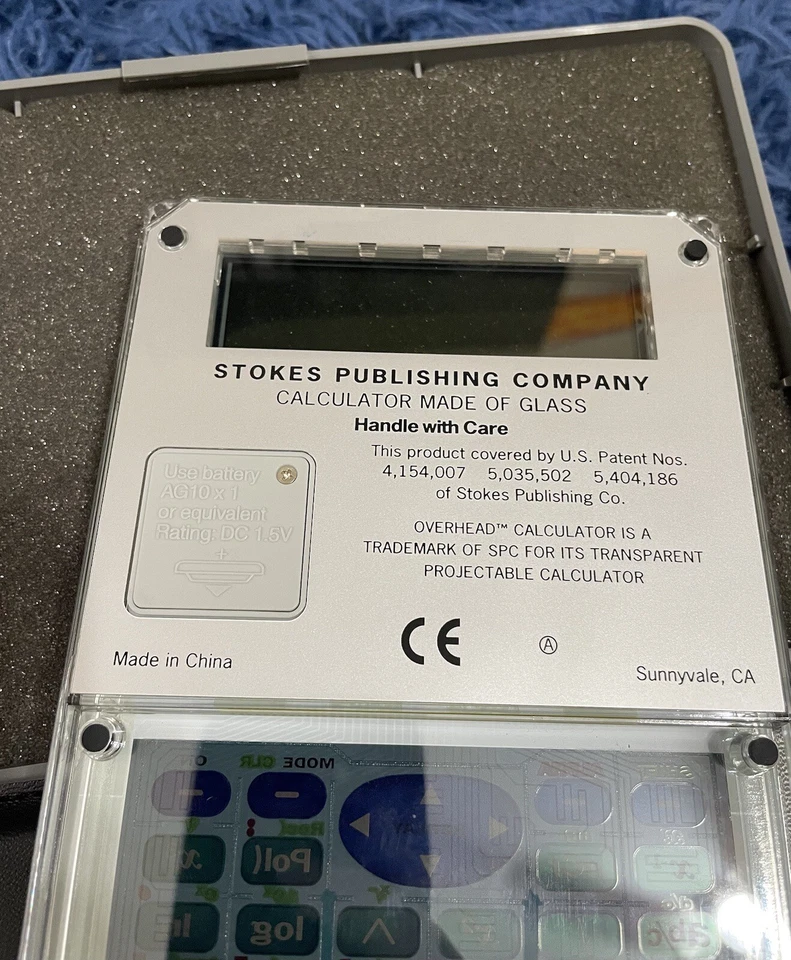 STOKES PUBLISHING COMPANY
CALCULATOR MADE OF GLASS
Handle with Care
This product covered by U.S. Patent Nos.
4,154,007 5,035,502 5,404,186
of Stokes Publishing Co.
OVERHEAD™ CALCULATOR IS A
TRADEMARK OF SPC FOR ITS TRANSPARENT
PROJECTABLE CALCULATOR
Use battery
AG10 x 1
or equivalent
Rating: DC 1.5V
+
CE
Ⓐ
Made in China
Sunnyvale, CA
ON CLR MODE
Pol(
ln log